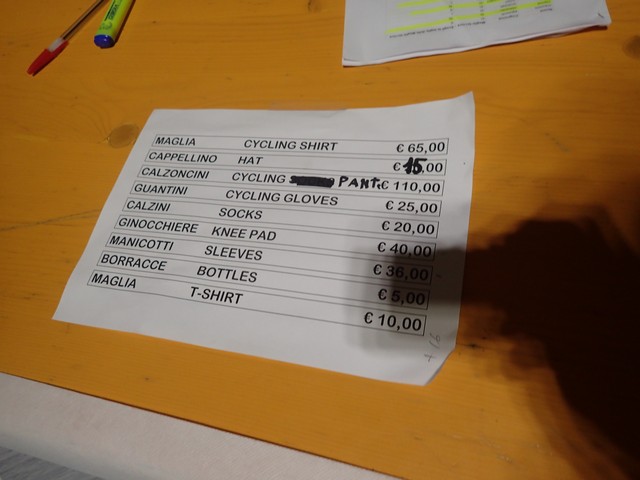 MAGLIA CYCLING SHIRT € 65,00
CAPPELLINO HAT € 15,00
CALZONCINI CYCLING PANT € 110,00
GUANTINI CYCLING GLOVES € 25,00
CALZINI SOCKS € 20,00
GINOCCHIERE KNEE PAD € 40,00
MANICOTTI SLEEVES € 36,00
BORRACCE BOTTLES € 5,00
MAGLIA T-SHIRT € 10,00